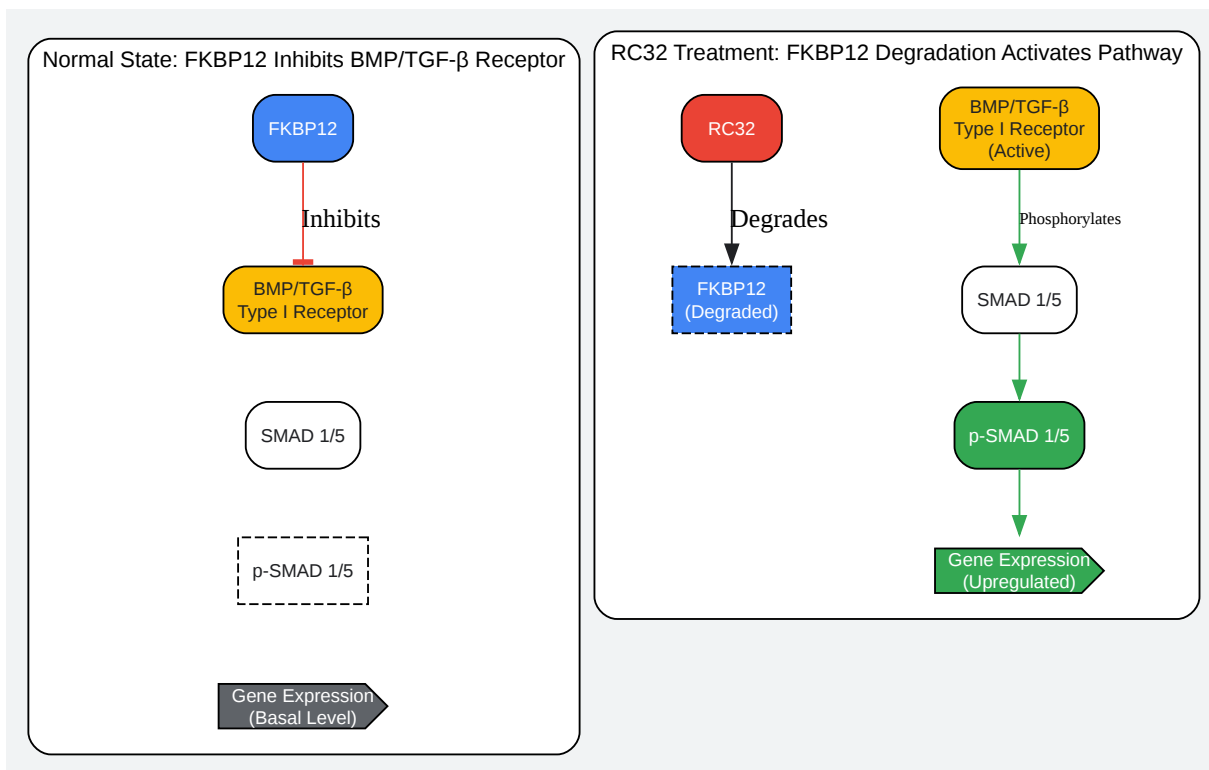 Normal State: FKBP12 Inhibits BMP/TGF-β Receptor
FKBP12
Inhibits
BMP/TGF-β
Type I Receptor
SMAD 1/5
p-SMAD 1/5
Gene Expression
(Basal Level)
RC32 Treatment: FKBP12 Degradation Activates Pathway
RC32
Degrades
FKBP12
(Degraded)
BMP/TGF-β
Type I Receptor
(Active)
Phosphorylates
SMAD 1/5
p-SMAD 1/5
Gene Expression
(Upregulated)